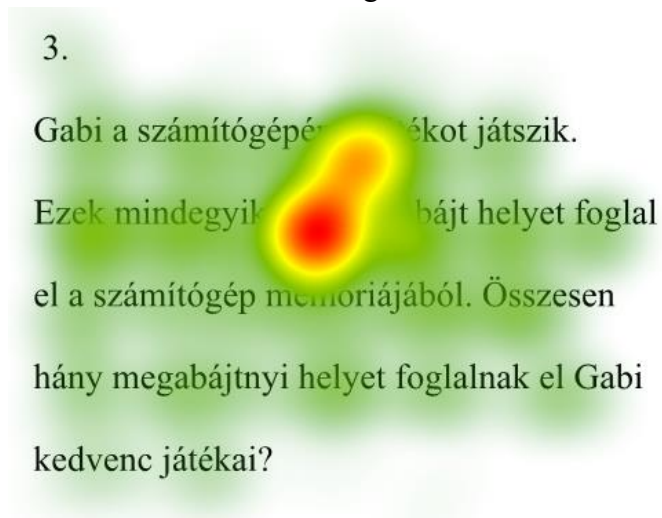 3.
Gabi a számítógépé ékot játszik.
Ezek mindegyik bájt helyet foglal
el a számítógép memóriájából. Összesen
hány megabájtnyi helyet foglalnak el Gabi
kedvenc játékai?